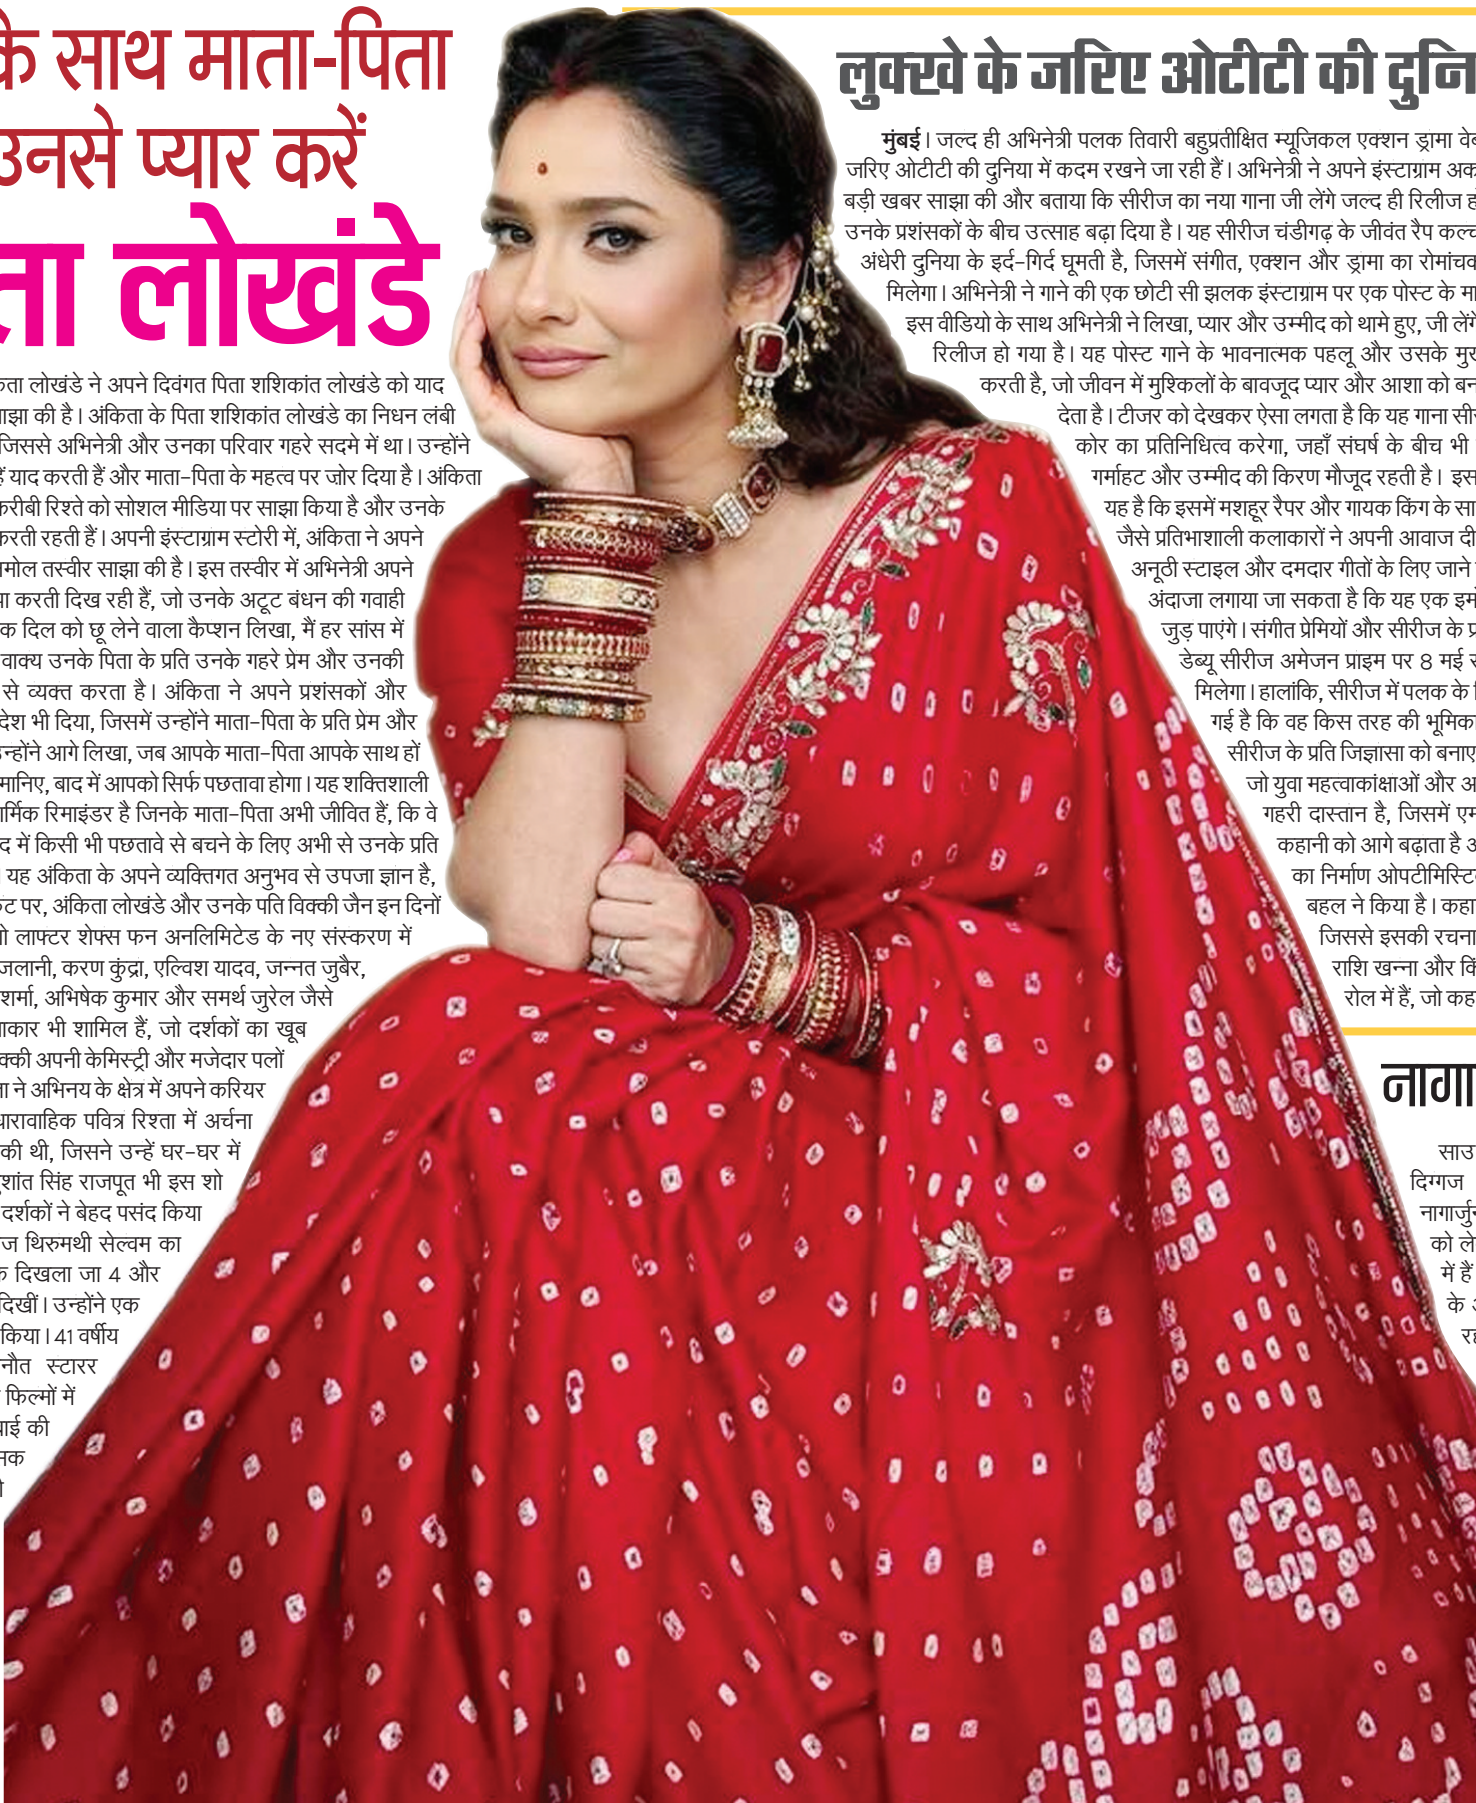 साथ माता-पिता
उनसे प्यार करें
लोखंडे
लोखंडे ने अपने दिवंगत पिता शशिकांत लोखंडे को याद
की है। अंकिता के पिता शशिकांत लोखंडे का निधन लंबी
जिससे अभिनेत्री और उनका परिवार गहरे सदमे में था। उन्होंने
याद करती हैं और माता-पिता के महत्व पर जोर दिया है। अंकिता
करीबी रिश्ते को सोशल मीडिया पर साझा किया है और उनके
करती रहती हैं। अपनी इंस्टाग्राम स्टोरी में, अंकिता ने अपने
तस्वीर साझा की है। इस तस्वीर में अभिनेत्री अपने
करती दिख रही हैं, जो उनके अटूट बंधन की गवाही
दिल को छू लेने वाला कैप्शन लिखा, मैं हर सांस में
वाक्य उनके पिता के प्रति उनके गहरे प्रेम और उनकी
से व्यक्त करता है। अंकिता ने अपने प्रशंसकों और
भी दिया, जिसमें उन्होंने माता-पिता के प्रति प्रेम और
उन्होंने आगे लिखा, जब आपके माता-पिता आपके साथ हों
मानिए, बाद में आपको सिर्फ पछतावा होगा। यह शक्तिशाली
रिमाइंडर है जिनके माता-पिता अभी जीवित हैं, कि वे
में किसी भी पछतावे से बचने के लिए अभी से उनके प्रति
यह अंकिता के अपने व्यक्तिगत अनुभव से उपजा ज्ञान है,
पर, अंकिता लोखंडे और उनके पति विक्की जैन इन दिनों
लाफ्टर शेफ्स फन अनलिमिटेड के नए संस्करण में
करण कुंद्रा, एल्विश यादव, जन्नत जुबैर,
शर्मा, अभिषेक कुमार और समर्थ जुरेल जैसे
भी शामिल हैं, जो दर्शकों का खूब
अपनी केमिस्ट्री और मजेदार पलों
ने अभिनय के क्षेत्र में अपने करियर
धारावाहिक पवित्र रिश्ता में अर्चना
की थी, जिसने उन्हें घर-घर में
सिंह राजपूत भी इस शो
दर्शकों ने बेहद पसंद किया
थिरुमथी सेल्वम का
दिखला जा 4 और
दिखीं। उन्होंने एक
किया। 41 वर्षीय
स्टारर
फिल्मों में
की
लुक्खे के जरिए ओटीटी की
मुंबई। जल्द ही अभिनेत्री पलक तिवारी बहुप्रतीक्षित म्यूजिकल एक्शन ड्रामा
जरिए ओटीटी की दुनिया में कदम रखने जा रही हैं। अभिनेत्री ने अपने इंस्टाग्राम
बड़ी खबर साझा की और बताया कि सीरीज का नया गाना जी लेंगे जल्द ही रिलीज
उनके प्रशंसकों के बीच उत्साह बढ़ा दिया है। यह सीरीज चंडीगढ़ के जीवंत रैप
अंधेरी दुनिया के इर्द-गिर्द घूमती है, जिसमें संगीत, एक्शन और ड्रामा का
मिलेगा। अभिनेत्री ने गाने की एक छोटी सी झलक इंस्टाग्राम पर एक पोस्ट के
इस वीडियो के साथ अभिनेत्री ने लिखा, प्यार और उम्मीद को थामे हुए, जी
रिलीज हो गया है। यह पोस्ट गाने के भावनात्मक पहलू और उसके
करती है, जो जीवन में मुश्किलों के बावजूद प्यार और आशा को
देता है। टीजर को देखकर ऐसा लगता है कि यह गाना
कोर का प्रतिनिधित्व करेगा, जहाँ संघर्ष के बीच भी
गर्माहट और उम्मीद की किरण मौजूद रहती है।
यह है कि इसमें मशहूर रैपर और गायक किंग के
जैसे प्रतिभाशाली कलाकारों ने अपनी आवाज
अनूठी स्टाइल और दमदार गीतों के लिए जाने
अंदाजा लगाया जा सकता है कि यह एक
जुड़ पाएंगे। संगीत प्रेमियों और सीरीज के
डेब्यू सीरीज अमेजन प्राइम पर 8 मई
मिलेगा। हालांकि, सीरीज में पलक के
गई है कि वह किस तरह की
सीरीज के प्रति जिज्ञासा को
जो युवा महत्वाकांक्षाओं और
गहरी दास्तान है, जिसमें
कहानी को आगे बढ़ाता है
का निर्माण
बहल ने किया है।
जिससे इसकी
राशि खन्ना और
रोल में हैं, जो
दिग्गज
को
में हैं
के